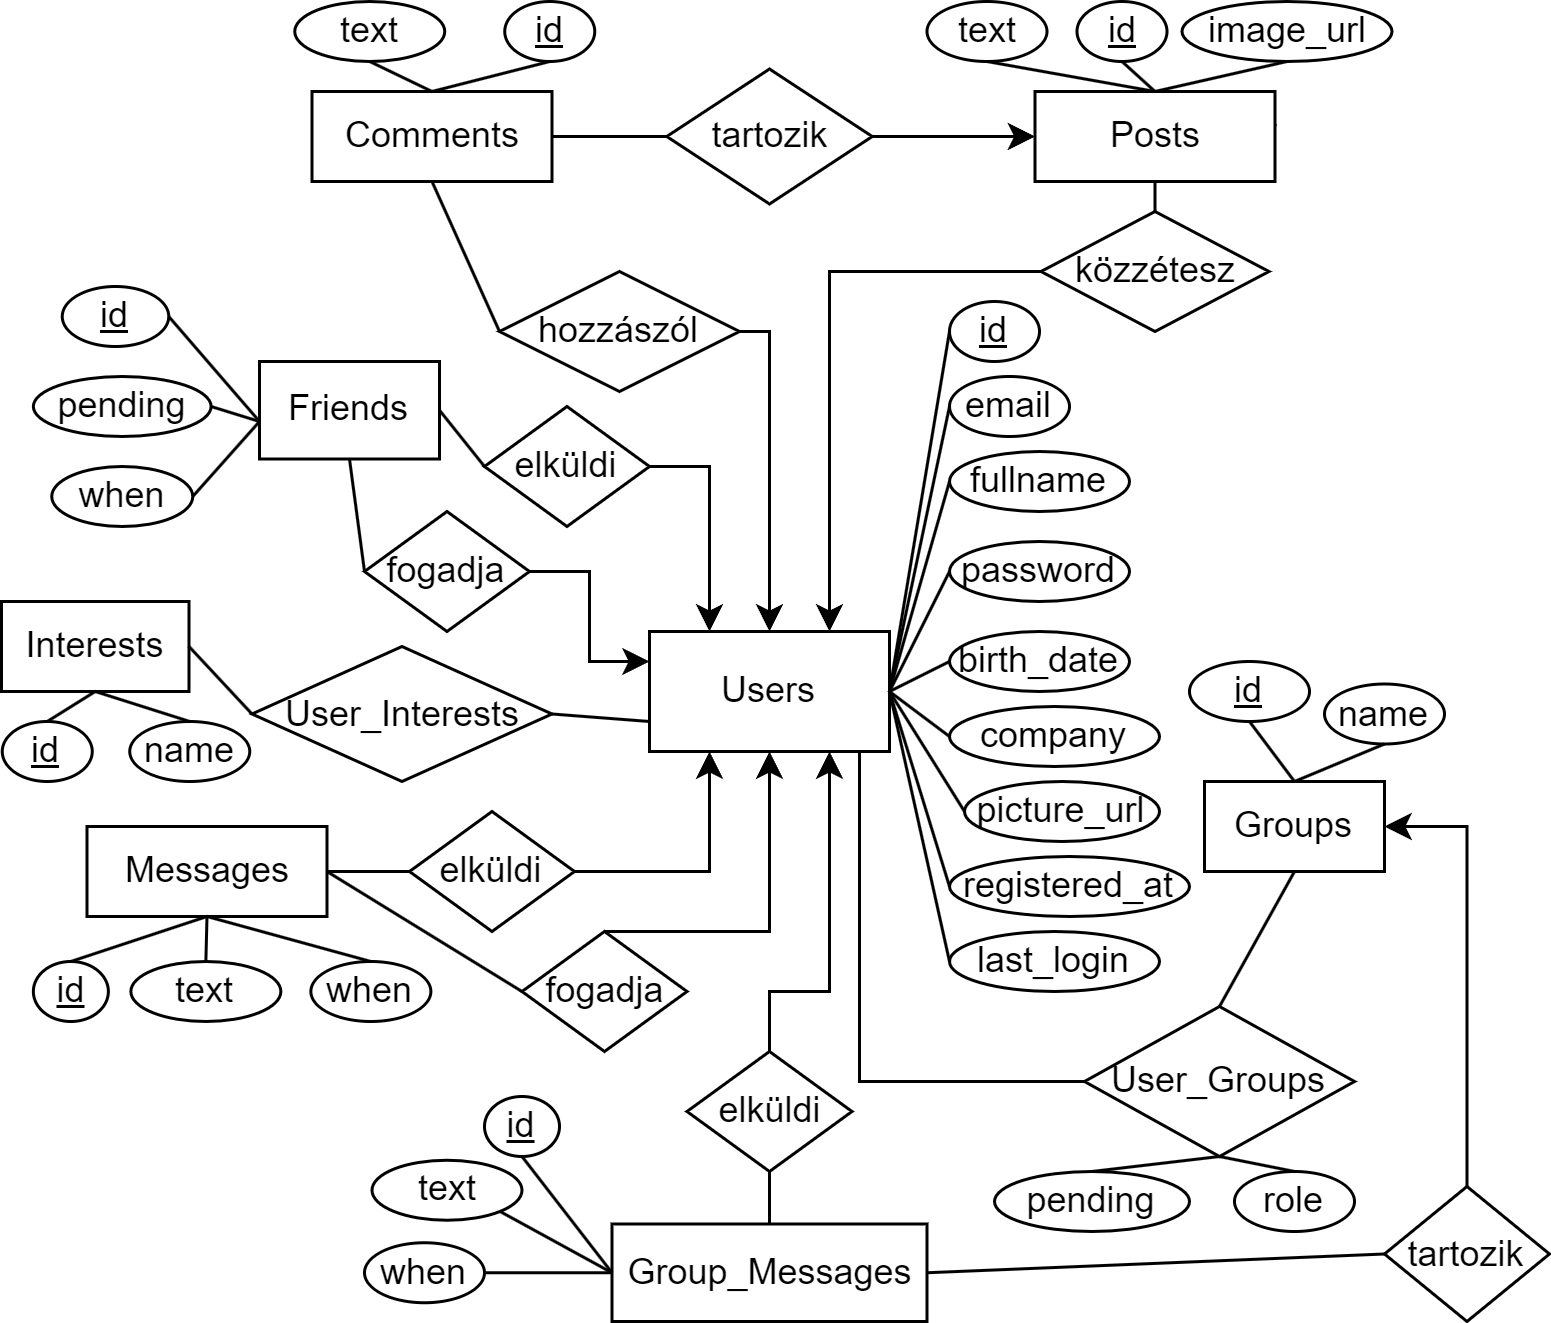 text
id
text
id
image_url
Comments
tartozik
Posts
közzétesz
id
hozzászól
id
pending
Friends
email
elküldi
fullname
when
fogadja
password
Interests
birth_date
Users
User_Interests
id
name
id
name
company
picture_url
Groups
Messages
elküldi
registered_at
id
text
when
fogadja
last_login
User_Groups
elküldi
id
text
pending
role
when
Group_Messages
tartozik